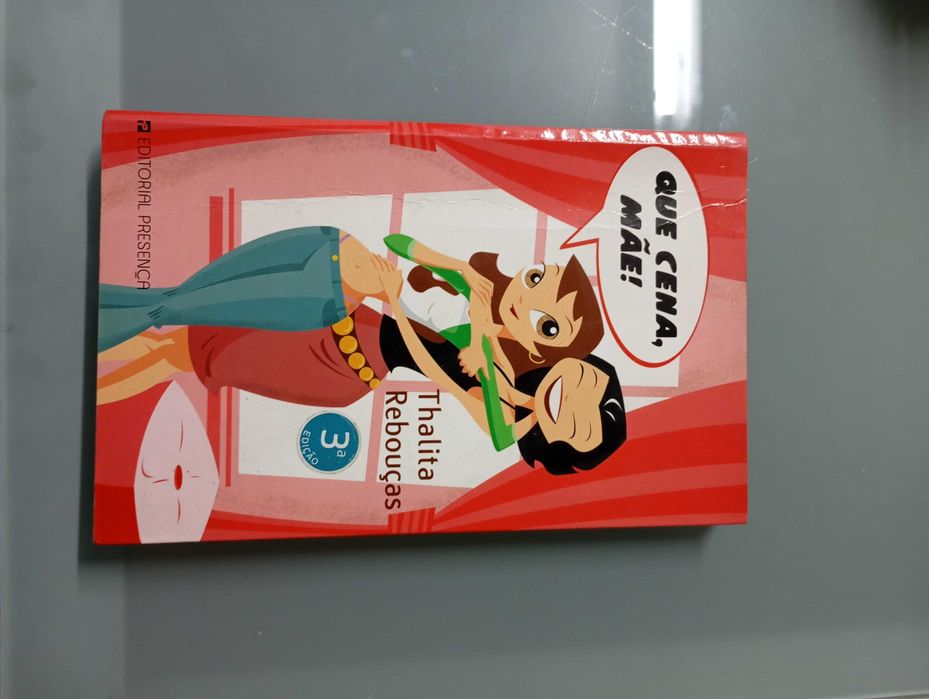 QUE CENA,
MÃE!
Thalita
Rebouças
3ª
EDIÇÃO
EDITORIAL PRESENÇA